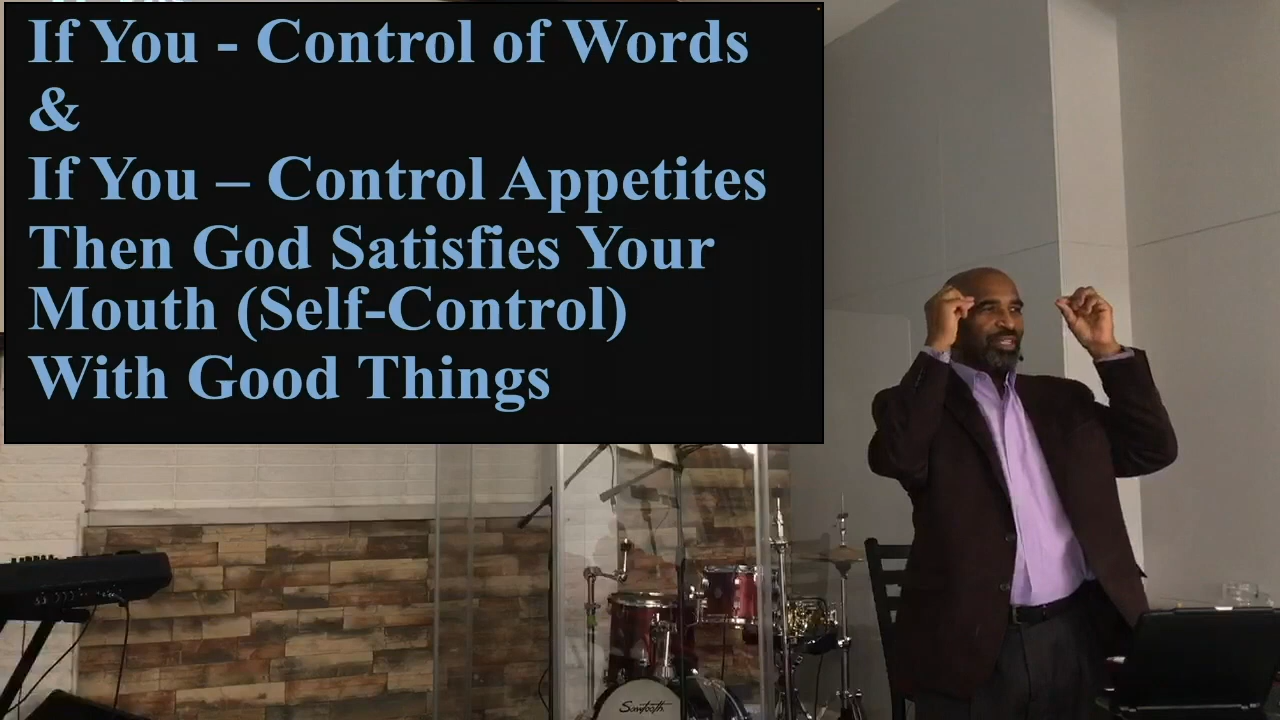 If You - Control of Words
&
If You – Control Appetites
Then God Satisfies Your
Mouth (Self-Control)
With Good Things
Sawtooth